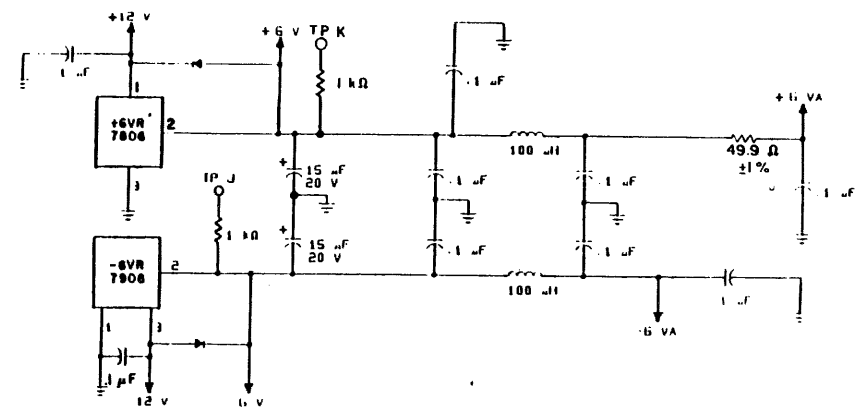 +12 V
+6 V
TP K
1 µF
1 kΩ
.1 µF
1
+6VR
7806
2
3
+6 VA
100 µH
49.9 Ω
±1%
+
15 µF
20 V
.1 µF
.1 µF
.1 µF
TP J
1 kΩ
+
15 µF
20 V
.1 µF
.1 µF
-6VR
7906
2
1
3
100 µH
.1 µF
12 V
6 V
-6 VA
1 µF